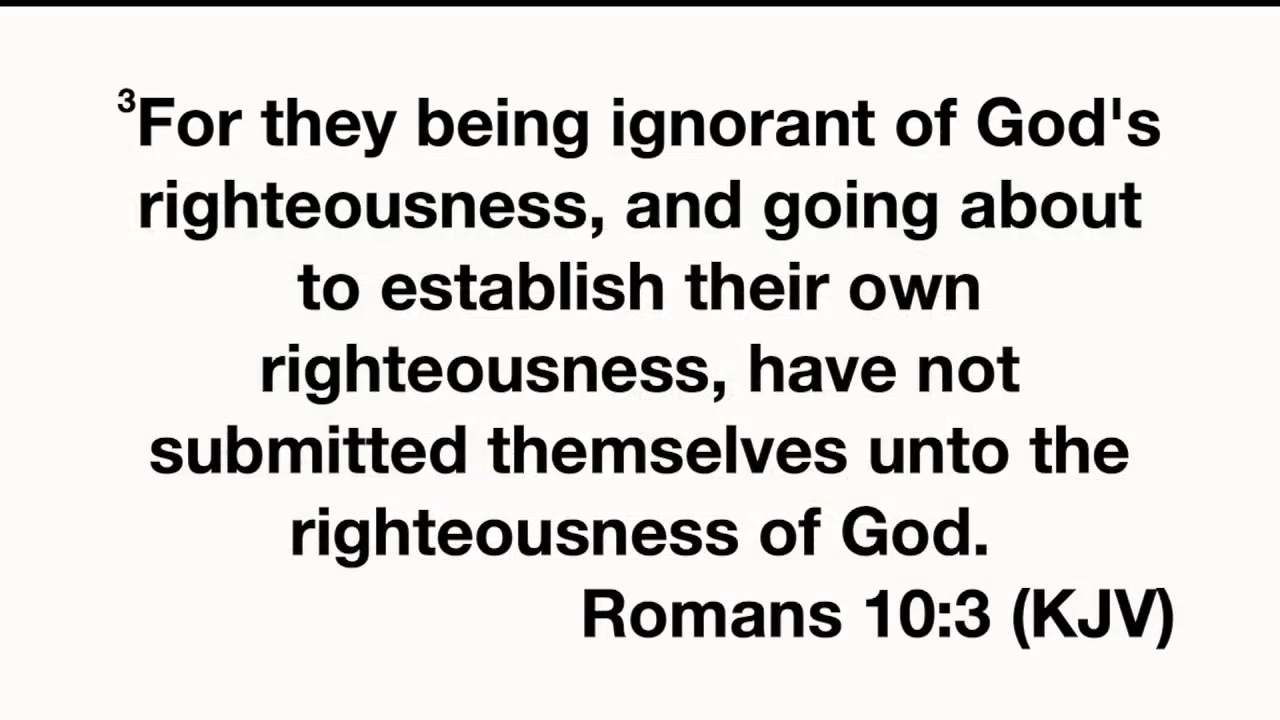 ³For they being ignorant of God's
righteousness, and going about
to establish their own
righteousness, have not
submitted themselves unto the
righteousness of God.
Romans 10:3 (KJV)